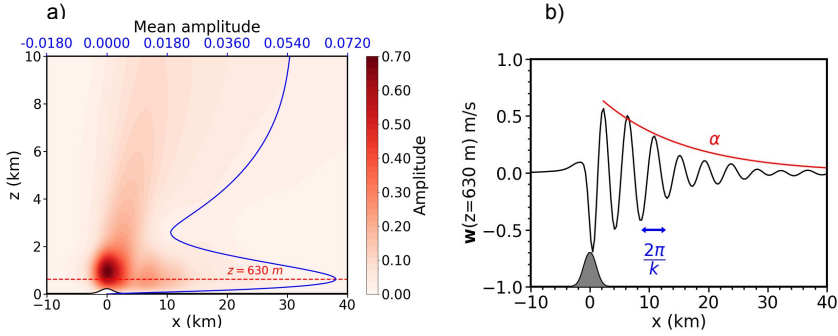 a)
Mean amplitude
-0.0180 0.0000 0.0180 0.0360 0.0540 0.0720
10
8
6
4
2
0
z (km)
z = 630 m
−10 0 10 20 30 40
x (km)
0.70
0.60
0.50
0.40
0.30
0.20
0.10
0.00
Amplitude
b)
1.0
0.5
0.0
−0.5
−1.0
w(z=630 m) m/s
α
2π
k
−10 0 10 20 30 40
x (km)